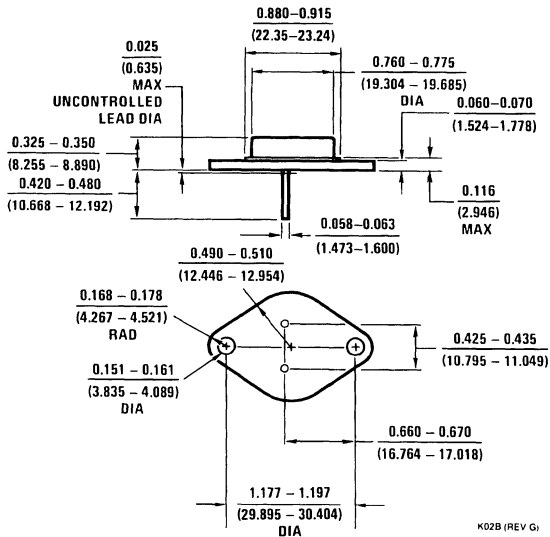 0.880–0.915
(22.35-23.24)
0.025
(0.635)
MAX
UNCONTROLLED
LEAD DIA
0.760 – 0.775
(19.304 – 19.685)
DIA
0.060–0.070
(1.524–1.778)
0.325 – 0.350
(8.255 – 8.890)
0.420 – 0.480
(10.668 – 12.192)
0.116
(2.946)
MAX
0.058–0.063
(1.473–1.600)
0.490 – 0.510
(12.446 – 12.954)
0.168 – 0.178
(4.267 – 4.521)
RAD
0.425 – 0.435
(10.795 – 11.049)
0.151 – 0.161
(3.835 – 4.089)
DIA
0.660 – 0.670
(16.764 – 17.018)
1.177 – 1.197
(29.895 – 30.404)
DIA
K02B (REV G)